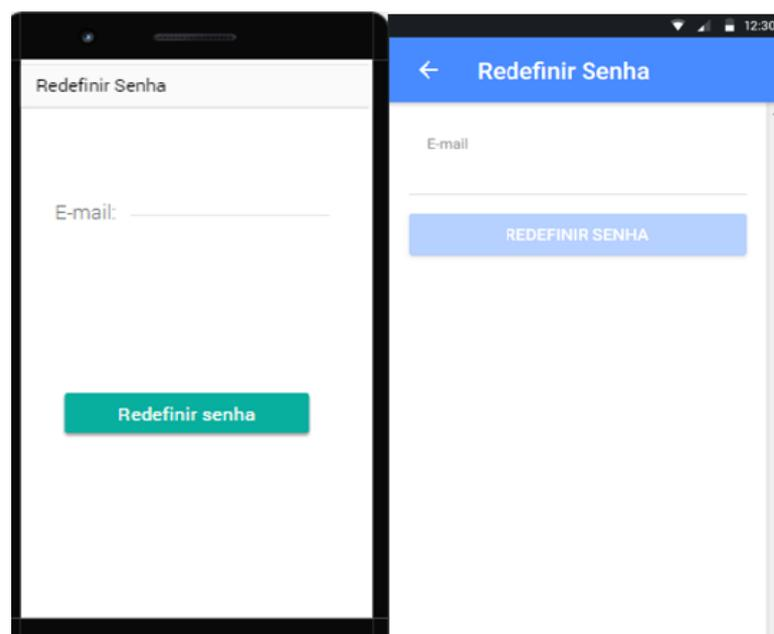 Redefinir Senha
E-mail:
Redefinir senha
12:30
Redefinir Senha
E-mail
REDEFINIR SENHA